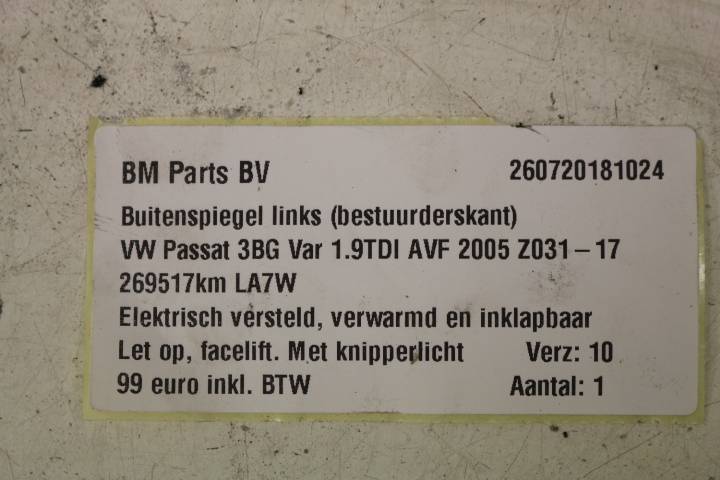 BM Parts BV 260720181024
Buitenspiegel links (bestuurderskant)
VW Passat 3BG Var 1.9TDI AVF 2005 Z031-17
269517km LA7W
Elektrisch versteld, verwarmd en inklapbaar
Let op, facelift. Met knipperlicht Verz: 10
99 euro inkl. BTW Aantal: 1